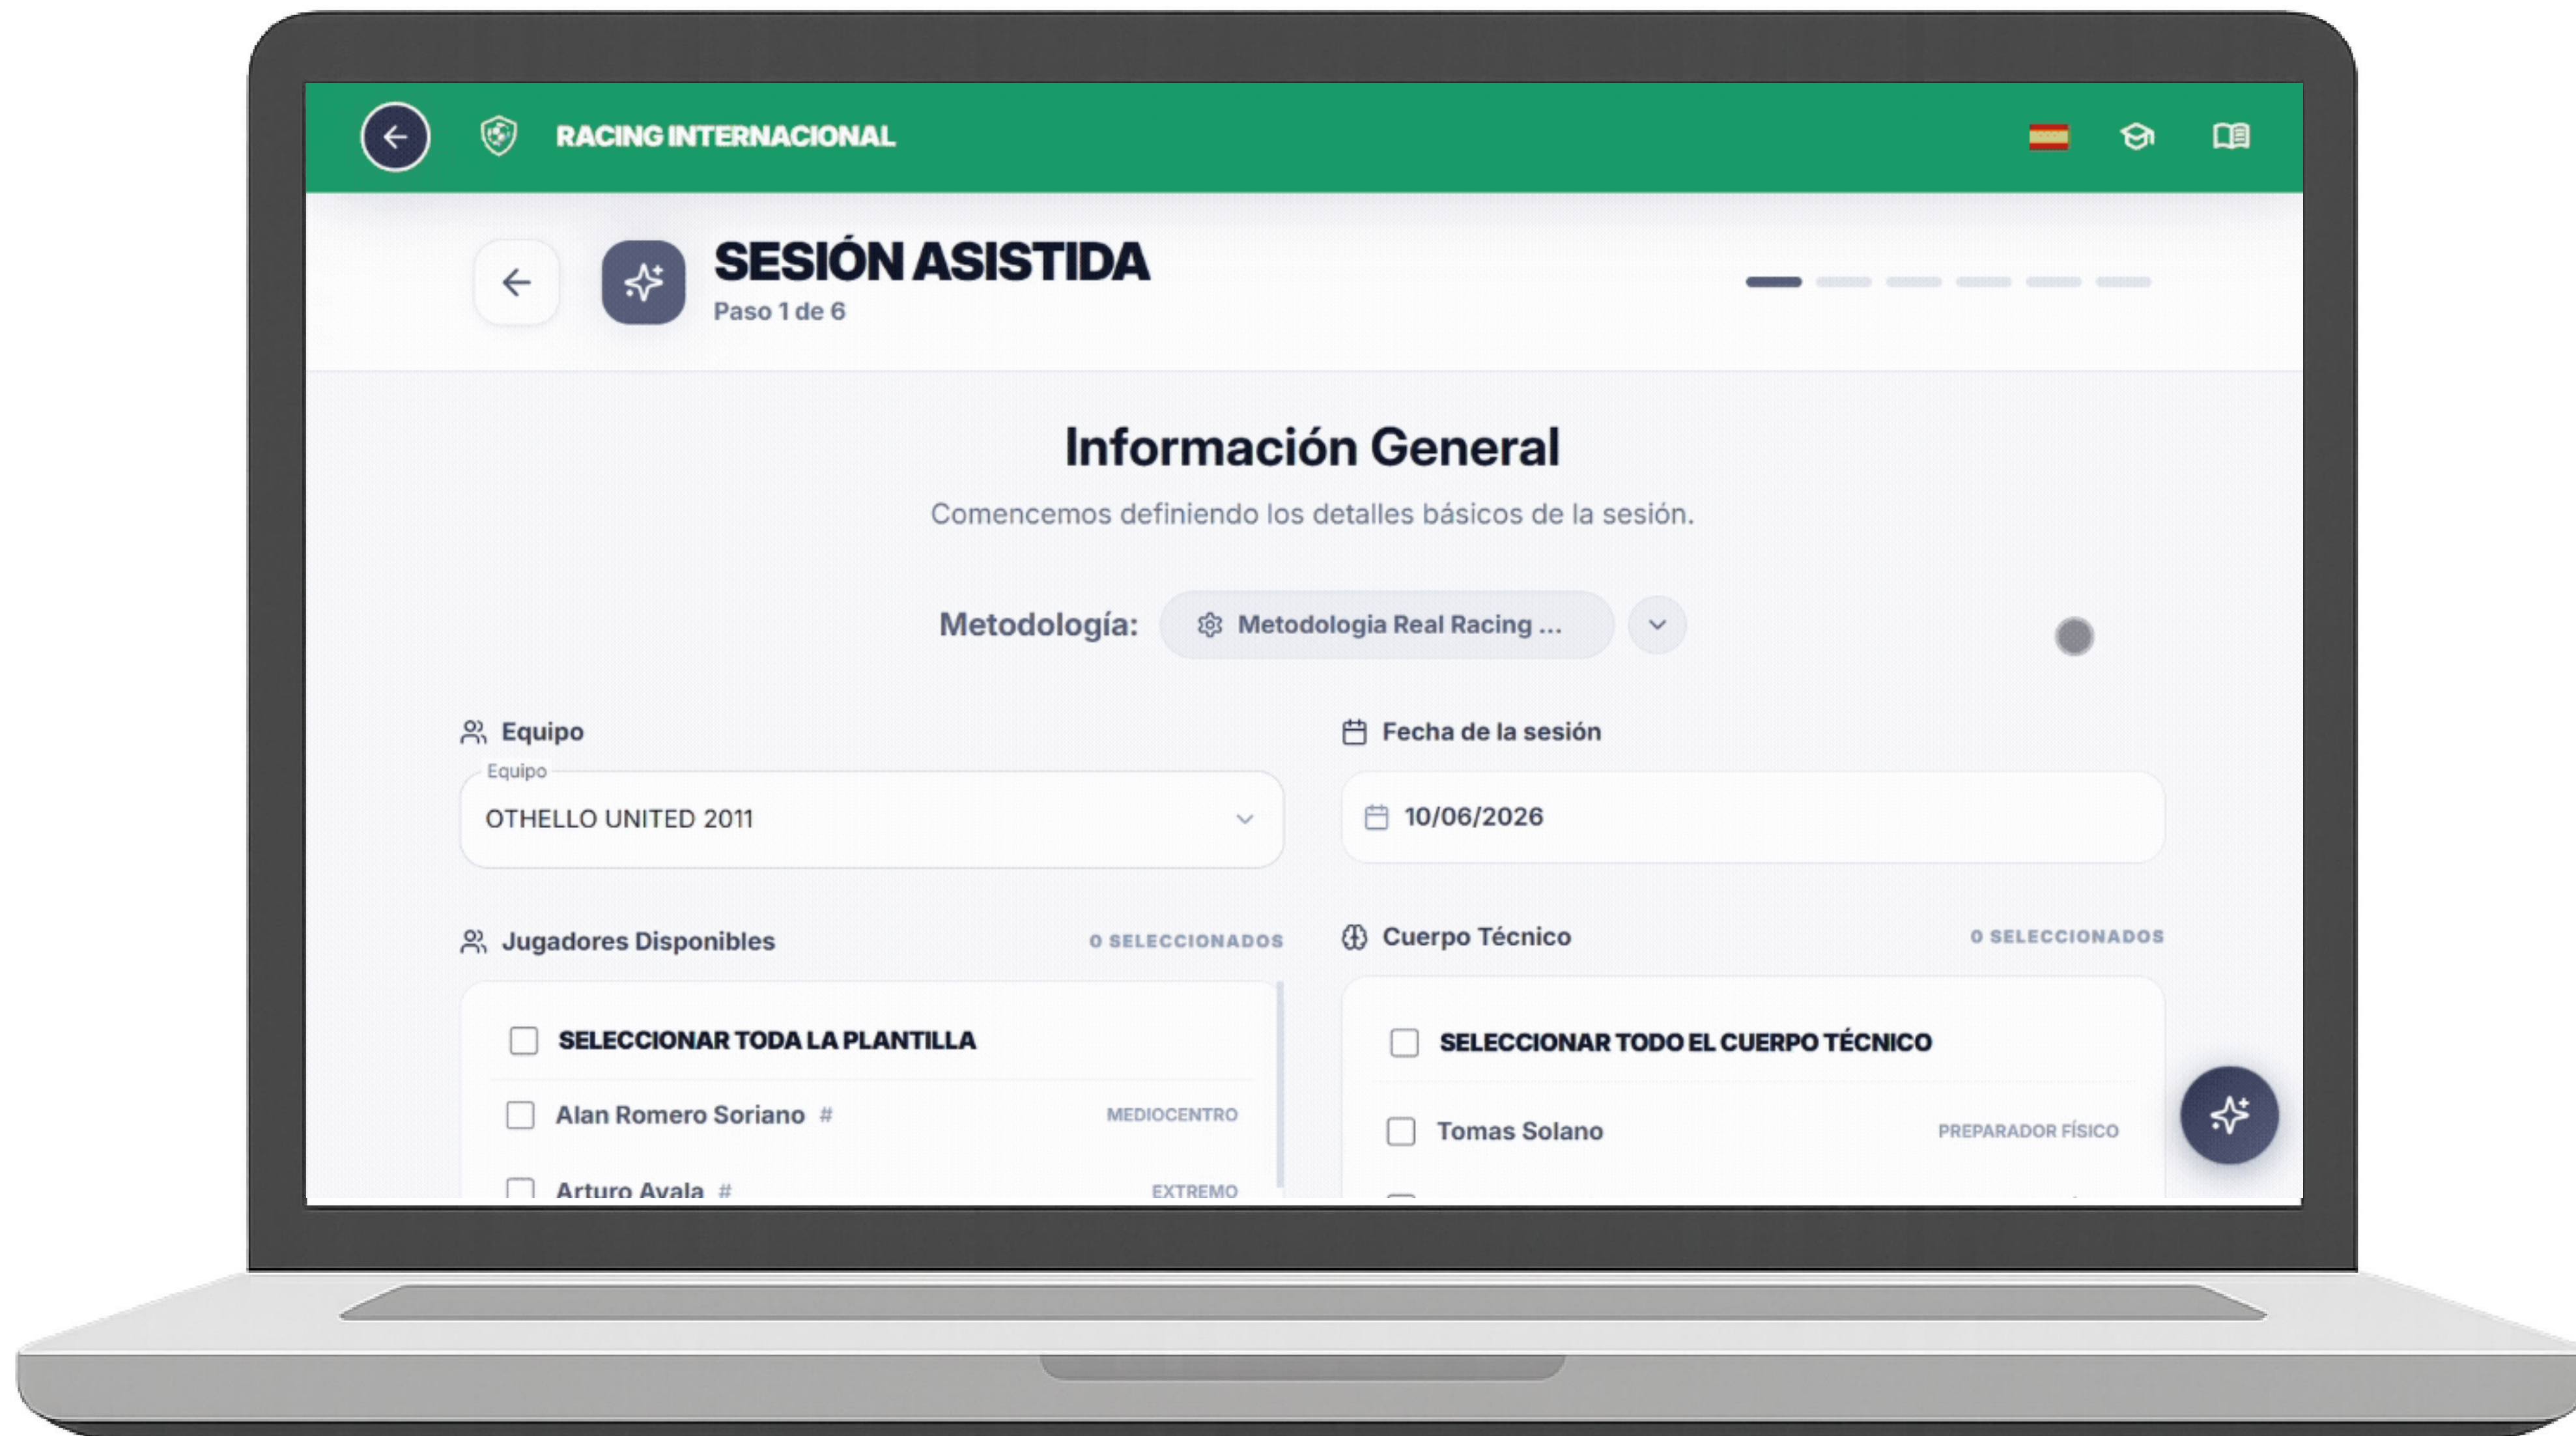 RACING INTERNACIONAL
SESIÓN ASISTIDA
Paso 1 de 6
Información General
Comencemos definiendo los detalles básicos de la sesión.
Metodología: Metodologia Real Racing ...
Equipo
Equipo
OTHELLO UNITED 2011
Fecha de la sesión
10/06/2026
Jugadores Disponibles 0 SELECCIONADOS
SELECCIONAR TODA LA PLANTILLA
Alan Romero Soriano # MEDIOCENTRO
Arturo Ayala # EXTREMO
Cuerpo Técnico 0 SELECCIONADOS
SELECCIONAR TODO EL CUERPO TÉCNICO
Tomas Solano PREPARADOR FÍSICO